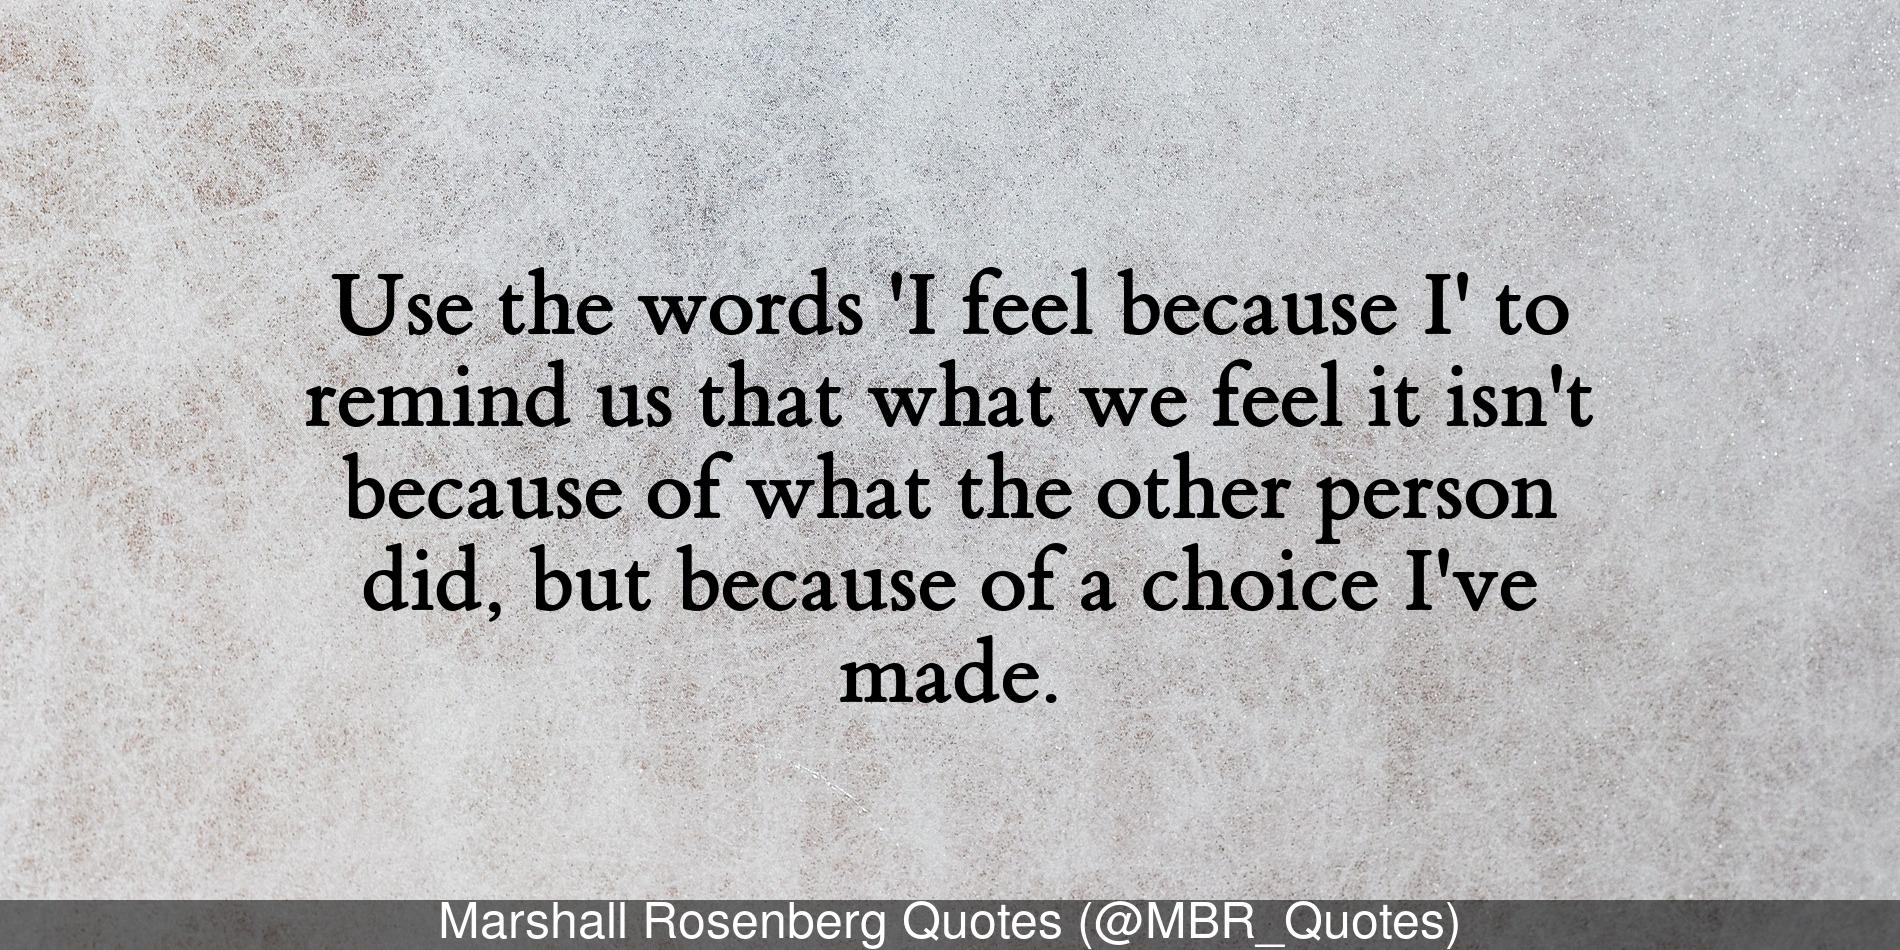 Use the words 'I feel because I' to
remind us that what we feel it isn't
because of what the other person
did, but because of a choice I've
made.
Marshall Rosenberg Quotes (@MBR_Quotes)